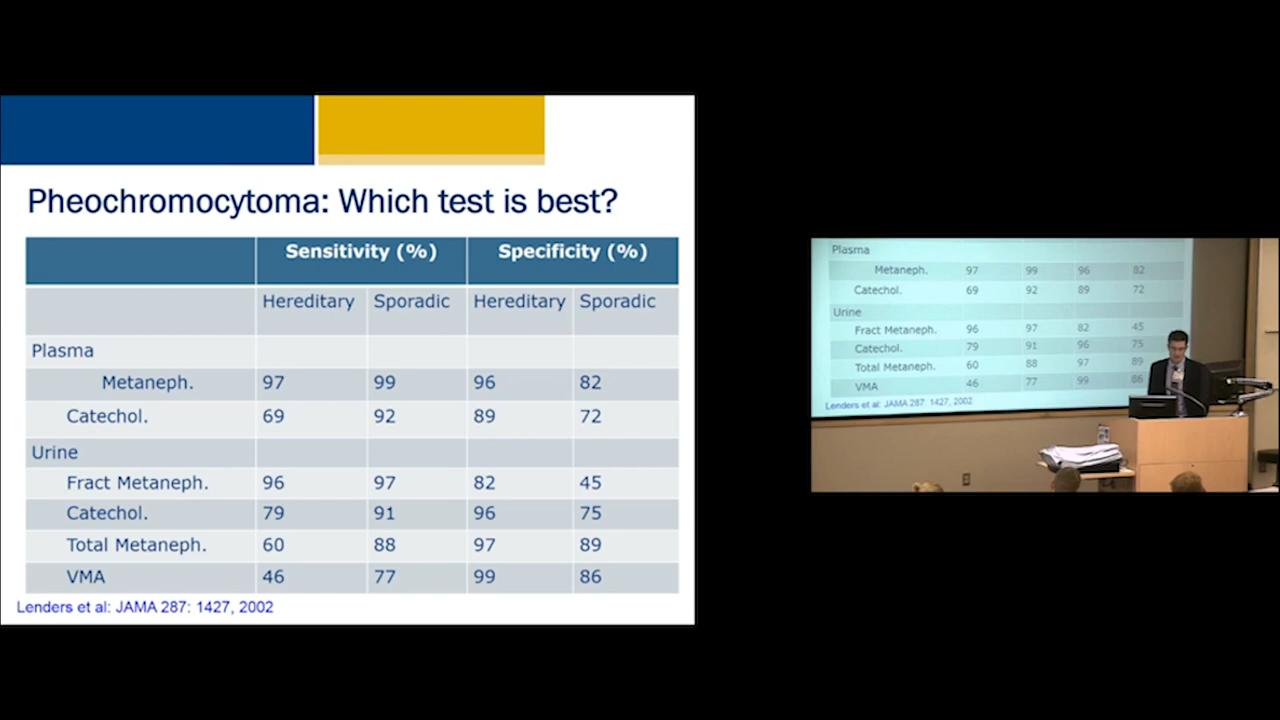 Pheochromocytoma: Which test is best?
Sensitivity (%) Specificity (%)
Hereditary Sporadic Hereditary Sporadic
Plasma
Metaneph. 97 99 96 82
Catechol. 69 92 89 72
Urine
Fract Metaneph. 96 97 82 45
Catechol. 79 91 96 75
Total Metaneph. 60 88 97 89
VMA 46 77 99 86
Lenders et al: JAMA 287: 1427, 2002
Plasma
Metaneph. 97 99 96 82
Catechol. 69 92 89 72
Urine
Fract Metaneph. 96 97 82 45
Catechol. 79 91 96 75
Total Metaneph. 60 88 97 89
VMA 46 77 99 86
Lenders et al: JAMA 287: 1427, 2002